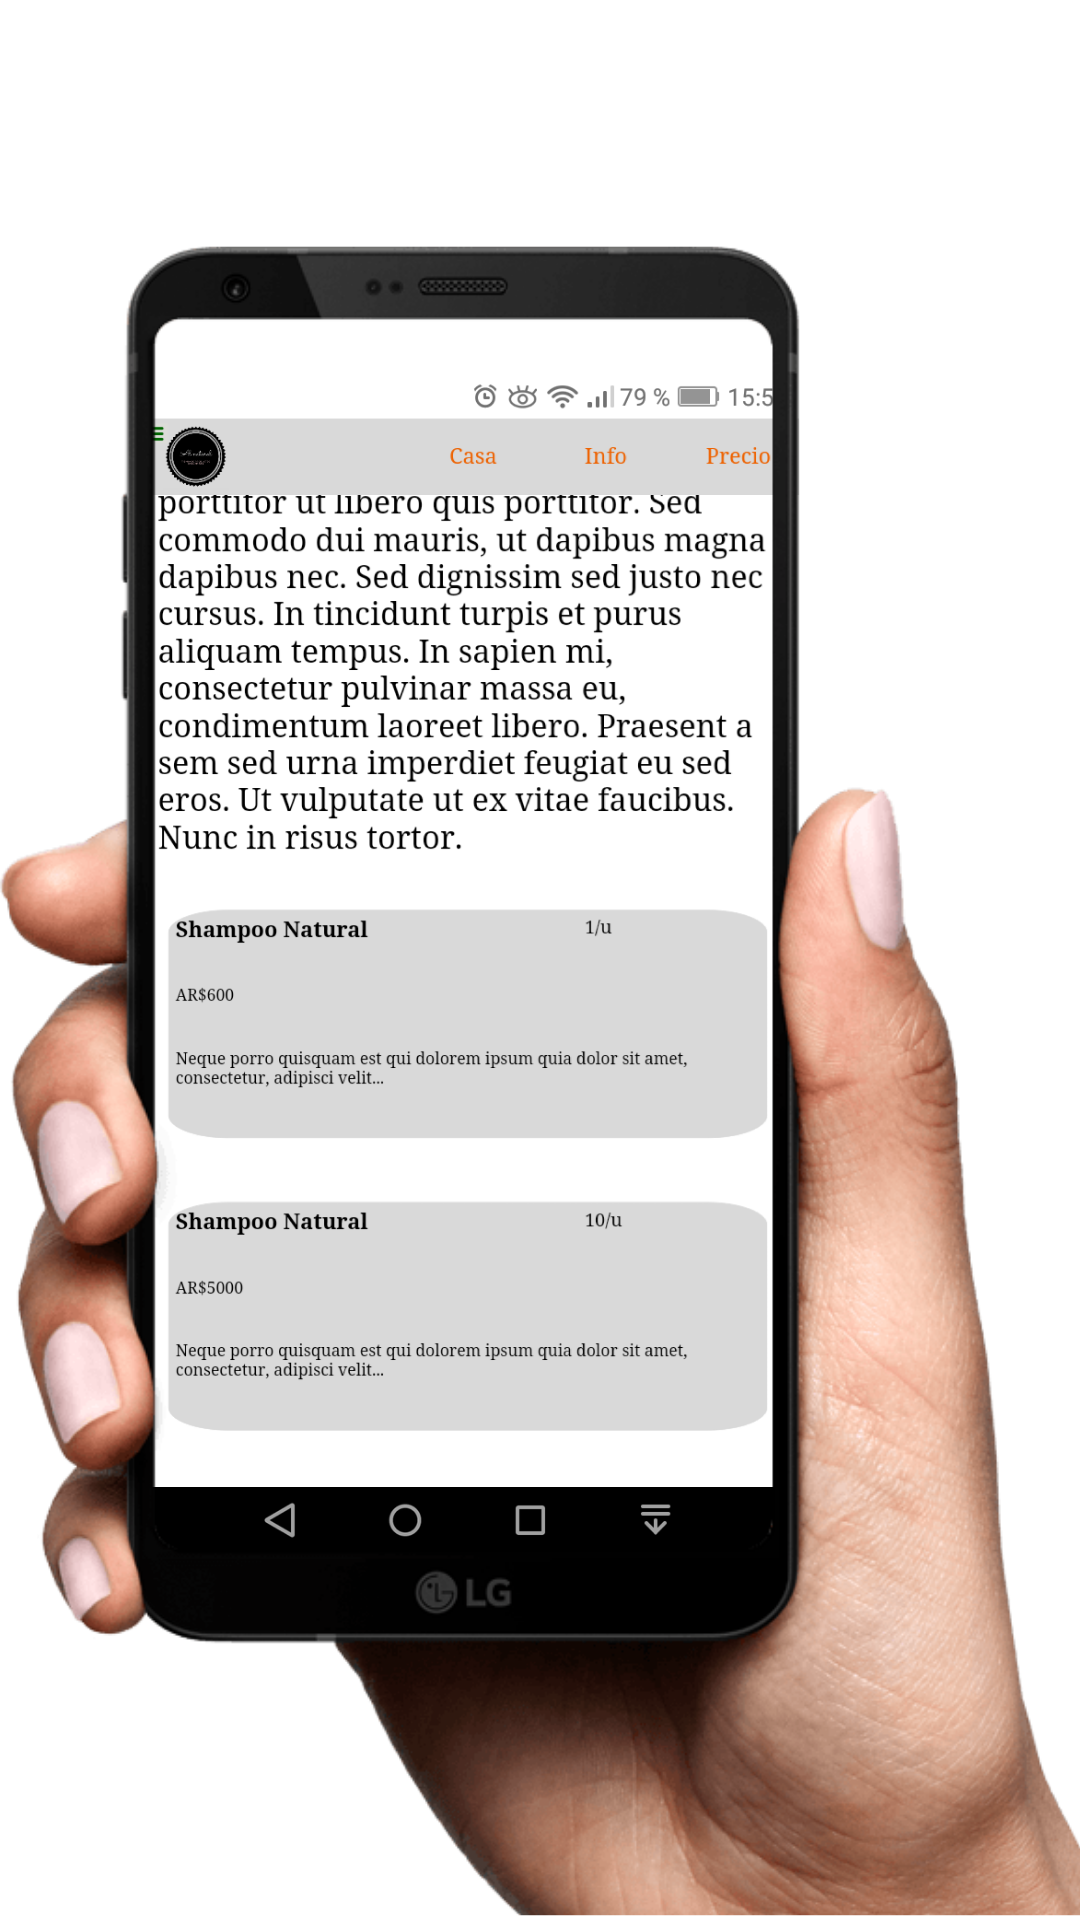 79 % 15:5
Casa Info Precio
porttitor ut libero quis porttitor. Sed
commodo dui mauris, ut dapibus magna
dapibus nec. Sed dignissim sed justo nec
cursus. In tincidunt turpis et purus
aliquam tempus. In sapien mi,
consectetur pulvinar massa eu,
condimentum laoreet libero. Praesent a
sem sed urna imperdiet feugiat eu sed
eros. Ut vulputate ut ex vitae faucibus.
Nunc in risus tortor.
Shampoo Natural 1/u
AR$600
Neque porro quisquam est qui dolorem ipsum quia dolor sit amet,
consectetur, adipisci velit...
Shampoo Natural 10/u
AR$5000
Neque porro quisquam est qui dolorem ipsum quia dolor sit amet,
consectetur, adipisci velit...
LG